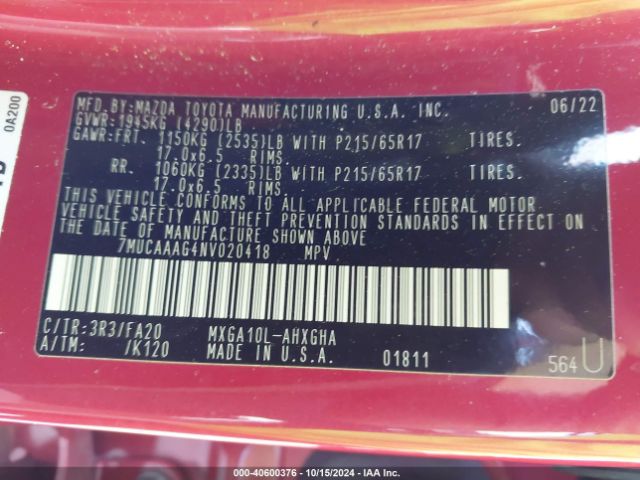 0A200
MFD.BY:MAZDA TOYOTA MANUFACTURING U.S.A. INC. 06/22
GVWR:1945KG (4290)LB
GAWR:FRT. 1150KG (2535)LB WITH P215/65R17 TIRES.
17.0x6.5 RIMS.
RR. 1060KG (2335)LB WITH P215/65R17 TIRES.
17.0x6.5 RIMS.
THIS VEHICLE CONFORMS TO ALL APPLICABLE FEDERAL MOTOR
VEHICLE SAFETY AND THEFT PREVENTION STANDARDS IN EFFECT ON
THE DATE OF MANUFACTURE SHOWN ABOVE
7MUCAAAG4NV020418 MPV
C/TR:3R3/FA20 MXGA10L-AHXGHA
A/TM: /K120 MADE IN U.S.A. 01811 564U
000-40600376 | 10/15/2024 - IAA Inc.